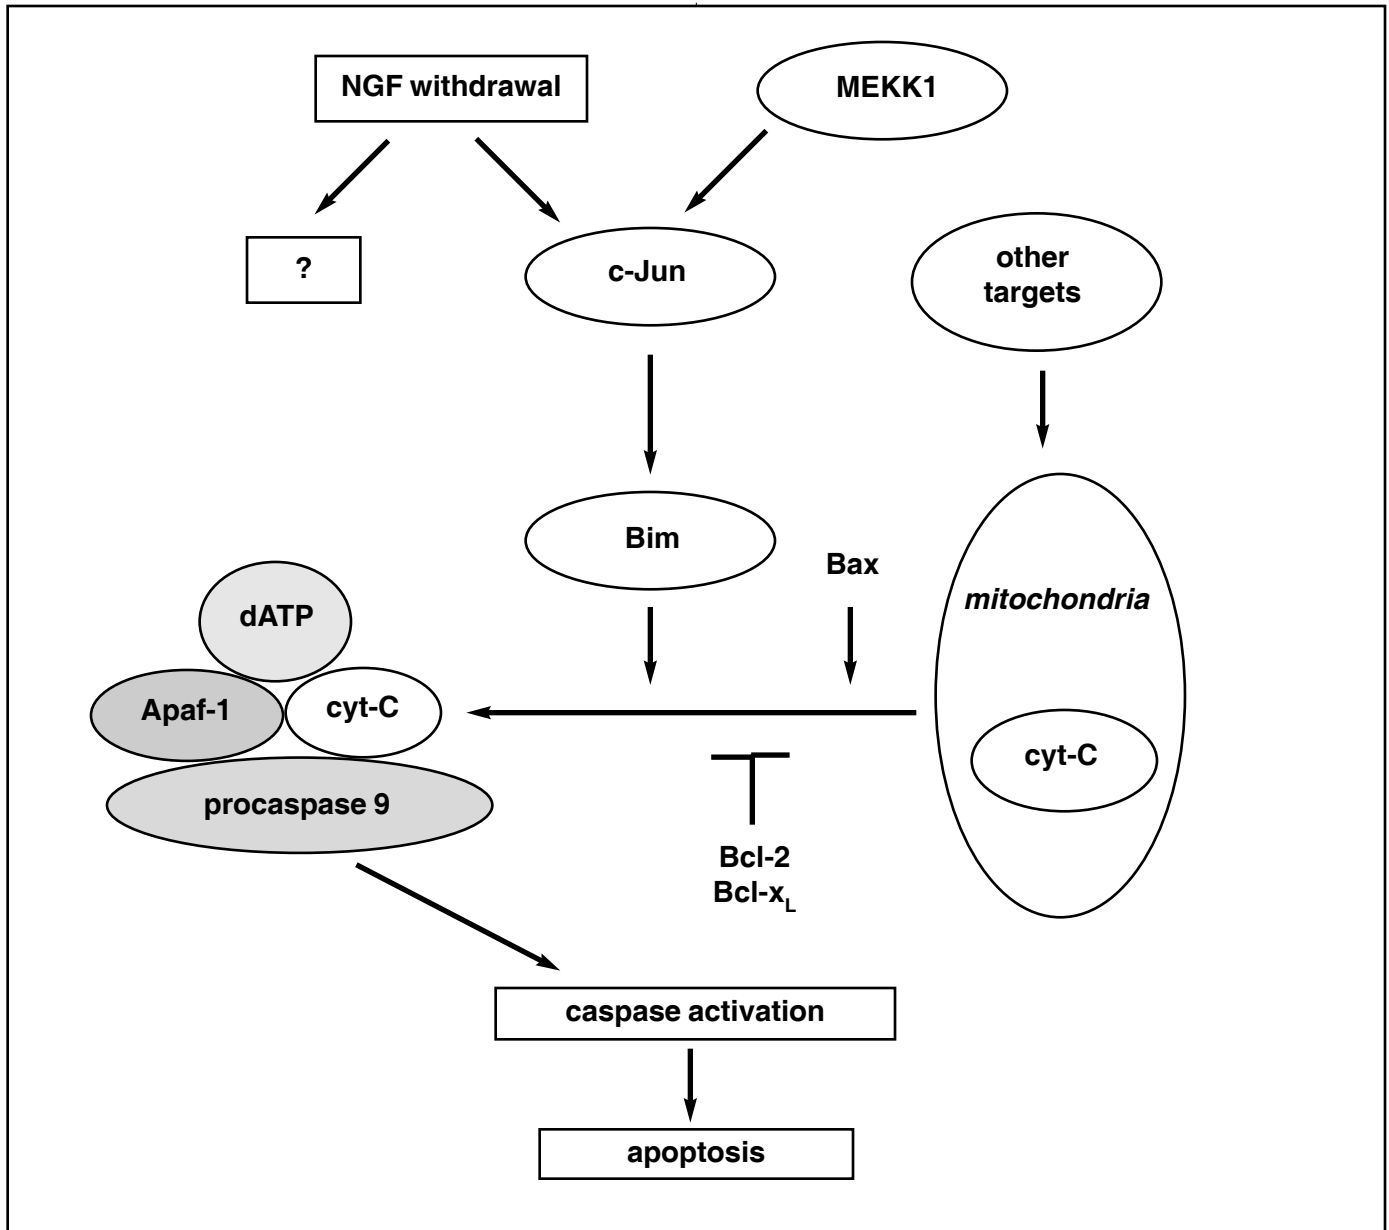 NGF withdrawal
MEKK1
?
c-Jun
other
targets
Bim
Bax
mitochondria
dATP
Apaf-1
cyt-C
cyt-C
procaspase 9
Bcl-2
Bcl-xL
caspase activation
apoptosis